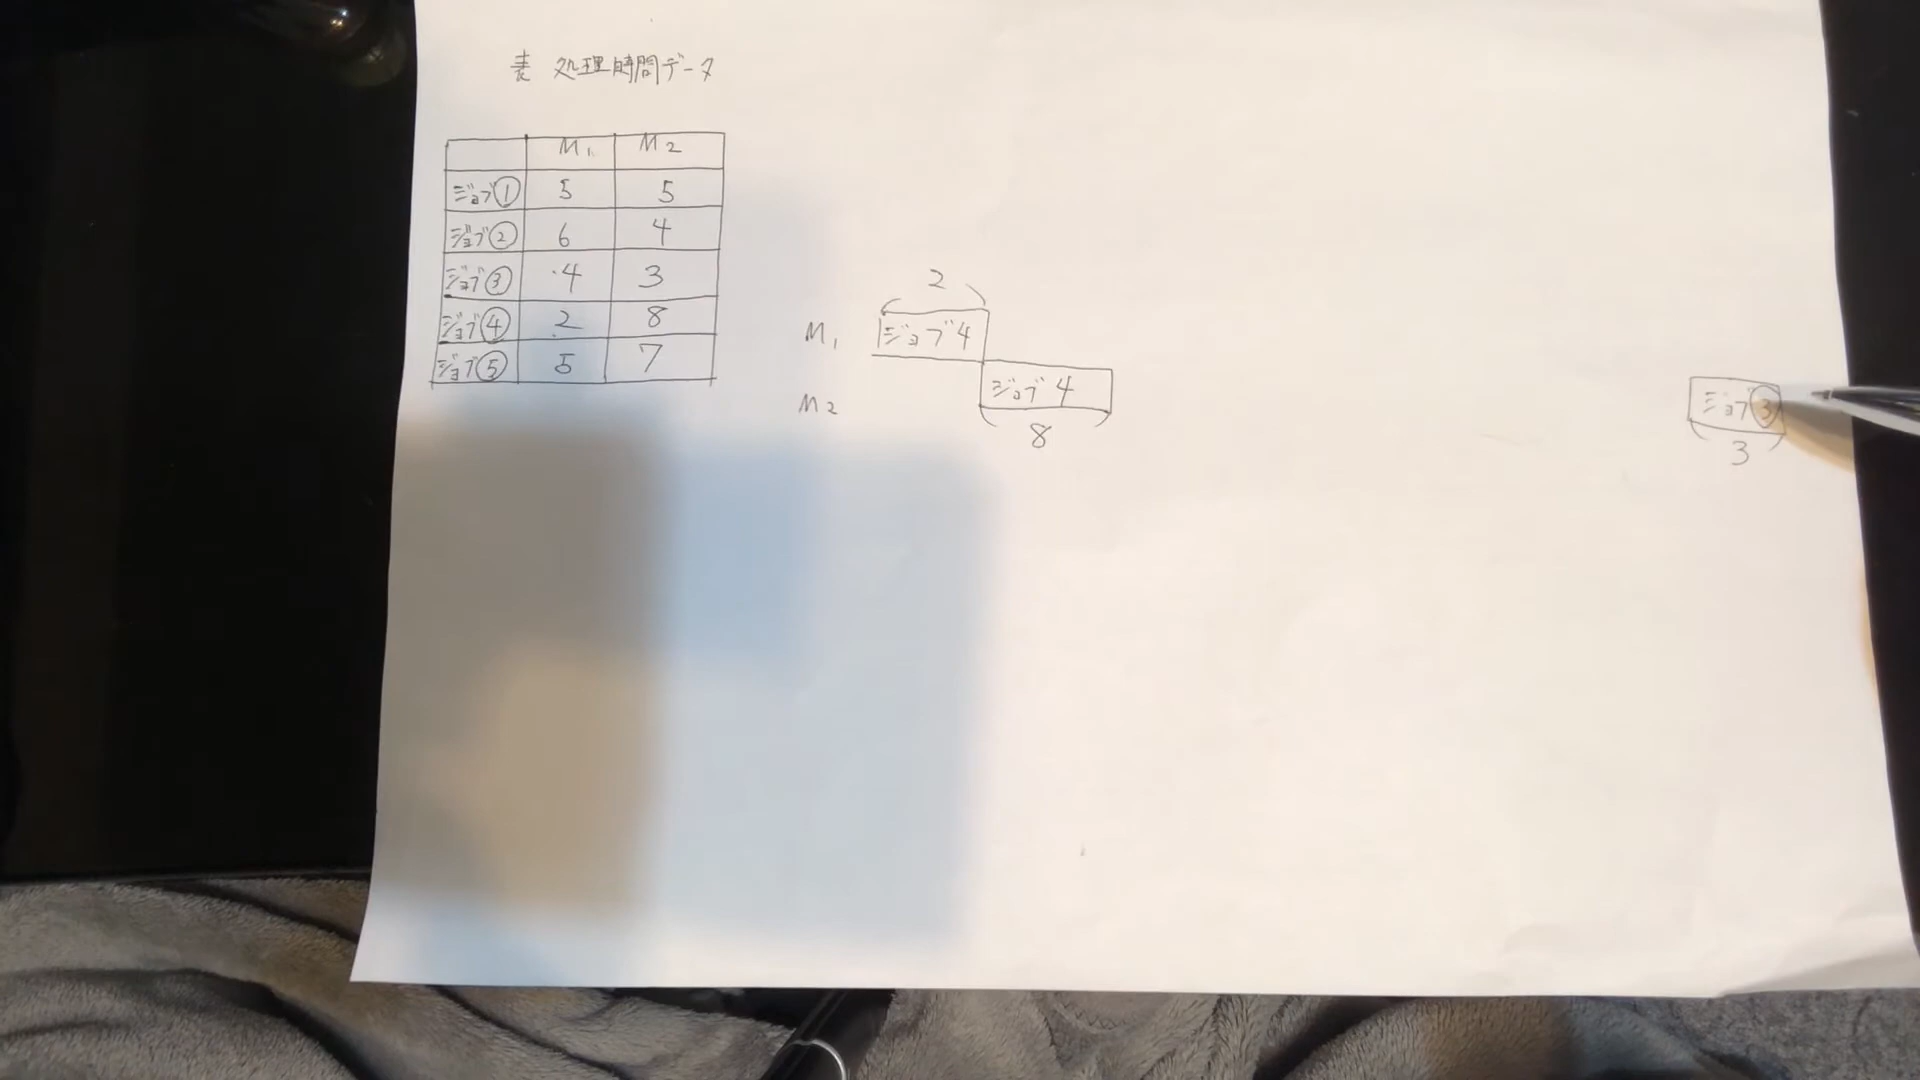 表 処理時間データ
M1 M2
ジョブ① 5 5
ジョブ② 6 4
ジョブ③ 4 3
ジョブ④ 2 8
ジョブ⑤ 5 7
2
M1 ジョブ4
M2 ジョブ4
8
ジョブ③
3